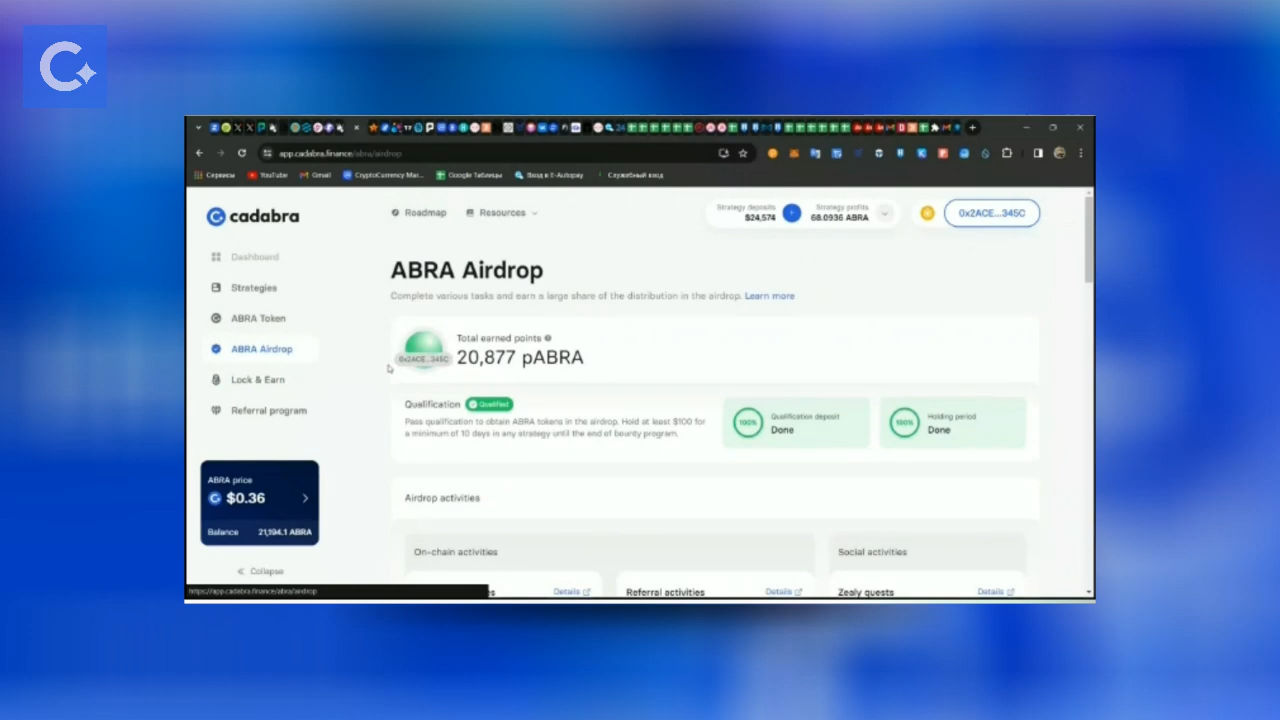 app.cadabra.finance/abra/airdrop
Сервисы YouTube Gmail CryptoCurrency Mar... Google Таблицы Вход в E-Autopay Служебный вход
cadabra
Roadmap Resources
Strategy deposits
$24,574
Strategy profits
68.0936 ABRA
0x2ACE...345C
Dashboard
Strategies
ABRA Token
ABRA Airdrop
Lock & Earn
Referral program
ABRA price
$0.36
Balance 21,194.1 ABRA
Collapse
ABRA Airdrop
Complete various tasks and earn a large share of the distribution in the airdrop. Learn more
0x2ACE...345C
Total earned points
20,877 pABRA
Qualification Qualified
Pass qualification to obtain ABRA tokens in the airdrop. Hold at least $100 for
a minimum of 10 days in any strategy until the end of bounty program.
100%
Qualification deposit
Done
100%
Holding period
Done
Airdrop activities
On-chain activities
Details
Referral activities Details
Social activities
Zealy quests Details
https://app.cadabra.finance/abra/airdrop